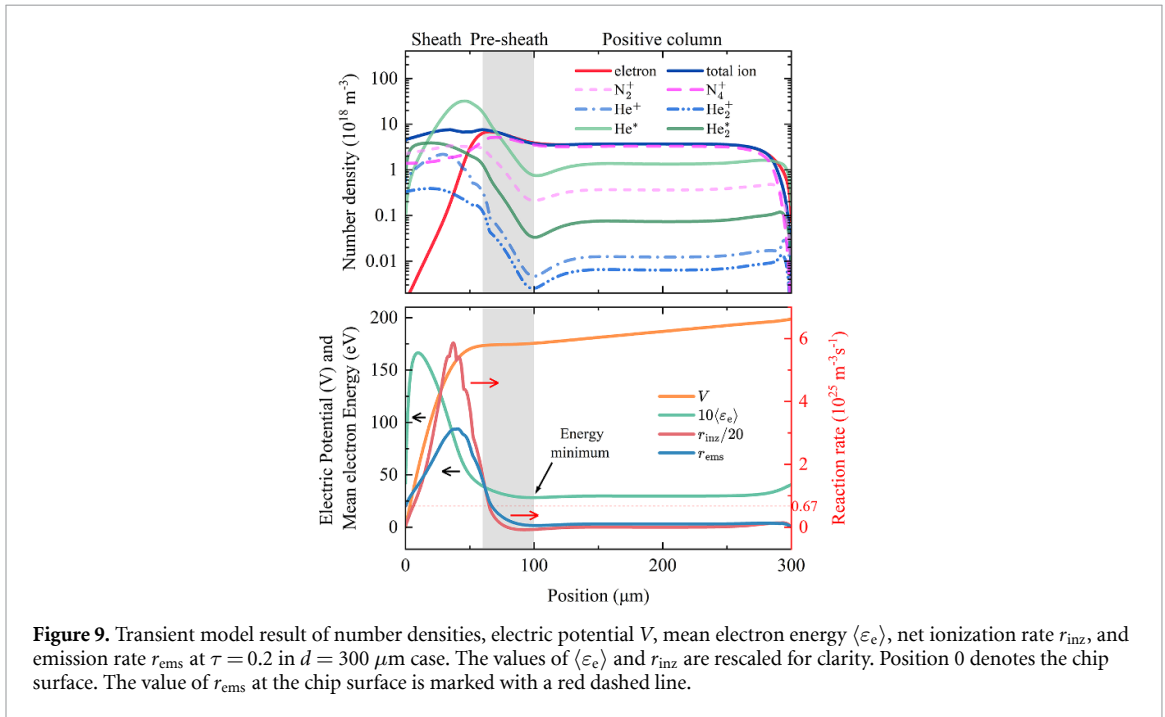 Sheath Pre-sheath Positive column
Number density (10¹⁸ m⁻³)
100
10
1
0.1
0.01
eletron total ion
N₂⁺ N₄⁺
He⁺ He₂⁺
He* He₂*
Electric Potential (V) and
Mean electron Energy (eV)
200
150
100
50
0
V
10⟨εₑ⟩
r_inz/20
r_ems
Energy
minimum
6
4
2
0.67
0
Reaction rate (10²⁵ m⁻³s⁻¹)
0 100 200 300
Position (μm)
Figure 9. Transient model result of number densities, electric potential V, mean electron energy ⟨εₑ⟩, net ionization rate r_inz, and
emission rate r_ems at τ = 0.2 in d = 300 μm case. The values of ⟨εₑ⟩ and r_inz are rescaled for clarity. Position 0 denotes the chip
surface. The value of r_ems at the chip surface is marked with a red dashed line.